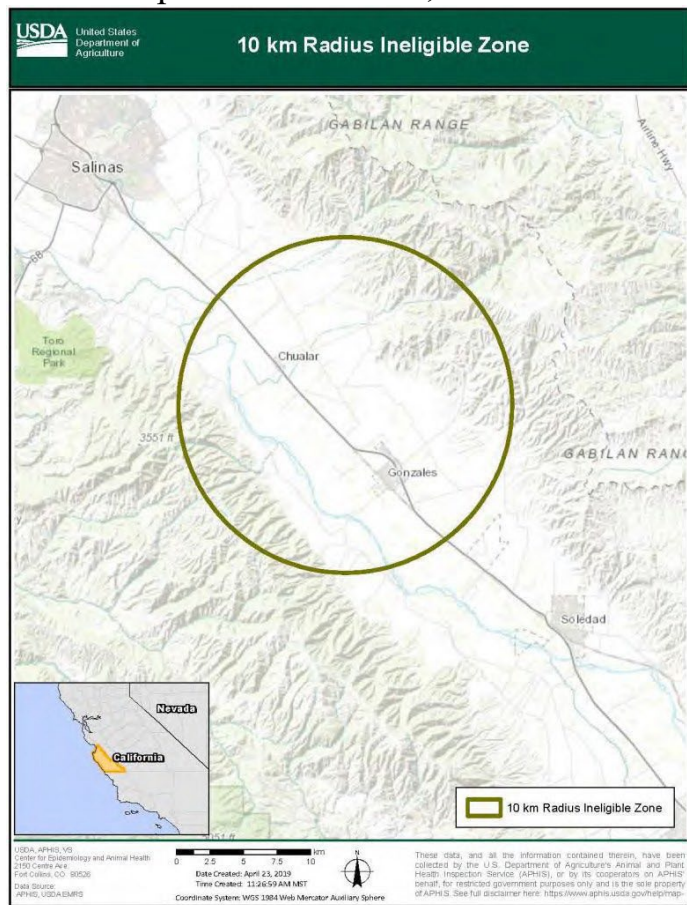 USDA United States
Department of
Agriculture
10 km Radius Ineligible Zone
GABILAN RANGE
Airline Hwy
Salinas
68
Toro
Regional
Park
Chualar
3551 ft
Gonzales
GABILAN RANG
Soledad
Nevada
California
10 km Radius Ineligible Zone
USDA, APHIS, VS
Center for Epidemiology and Animal Health
2150 Centre Ave
Fort Collins, CO 80526
Data Source:
APHIS, USDA EMRS
km
0 2.5 5 7.5 10
Date Created: April 23, 2019
Time Created: 11:26:59 AM MST
Coordinate System: WGS 1984 Web Mercator Auxiliary Sphere
N
These data, and all the information contained therein, have been
collected by the U.S. Department of Agriculture's Animal and Plant
Health Inspection Service (APHIS), or by its cooperators on APHIS'
behalf, for restricted government purposes only and is the sole property
of APHIS. See full disclaimer here: https://www.aphis.usda.gov/help/map-